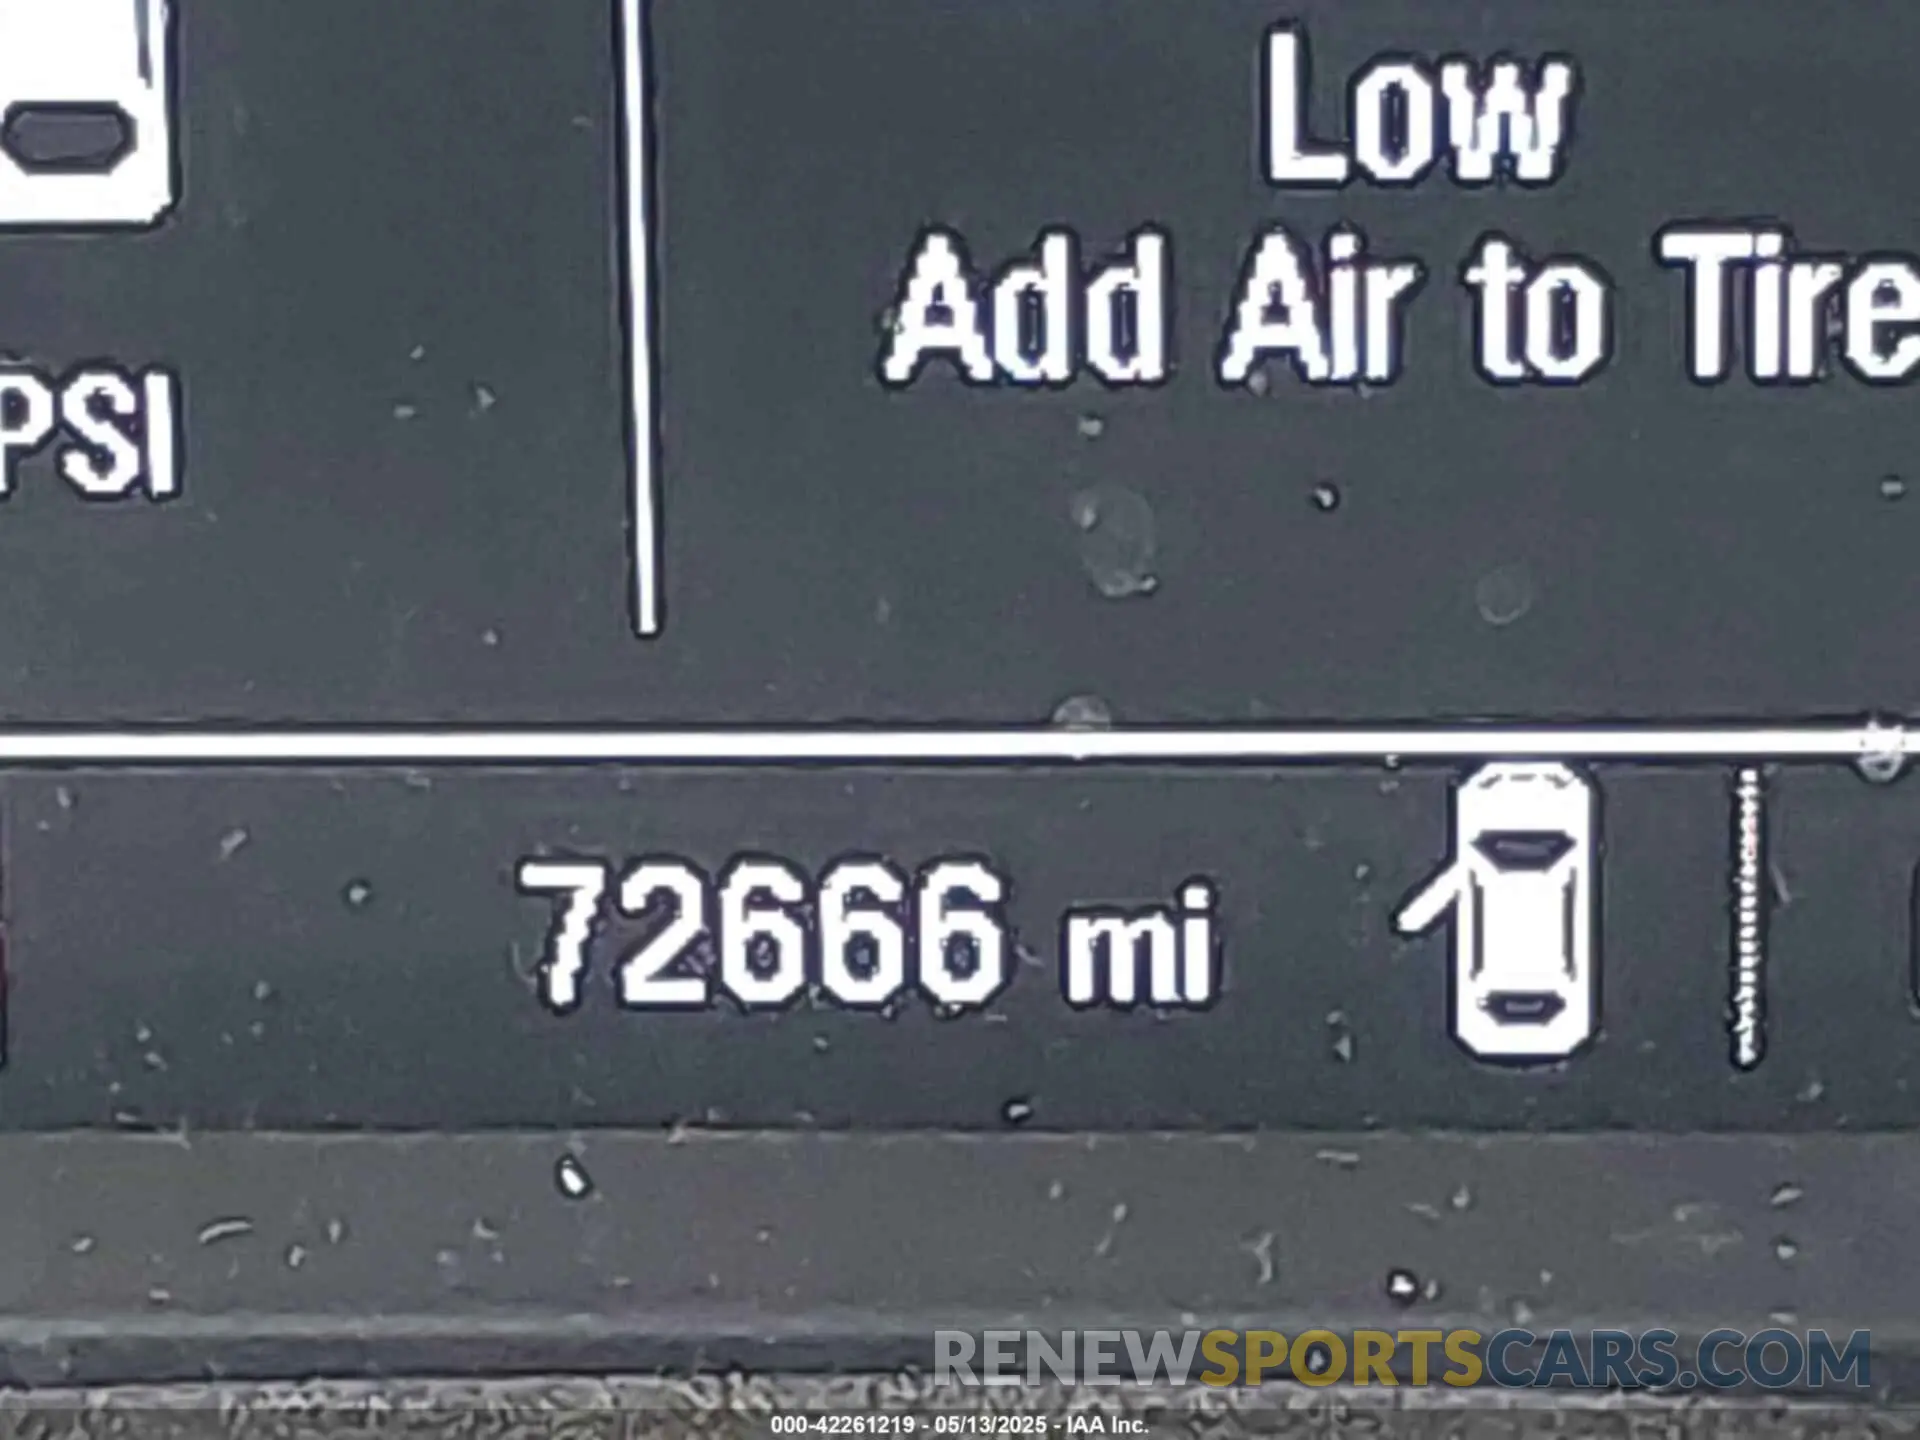 Low
Add Air to Tire
PSI
72666 mi
RENEWSPORTSCARS.COM
000-42261219 - 05/13/2025 - IAA Inc.